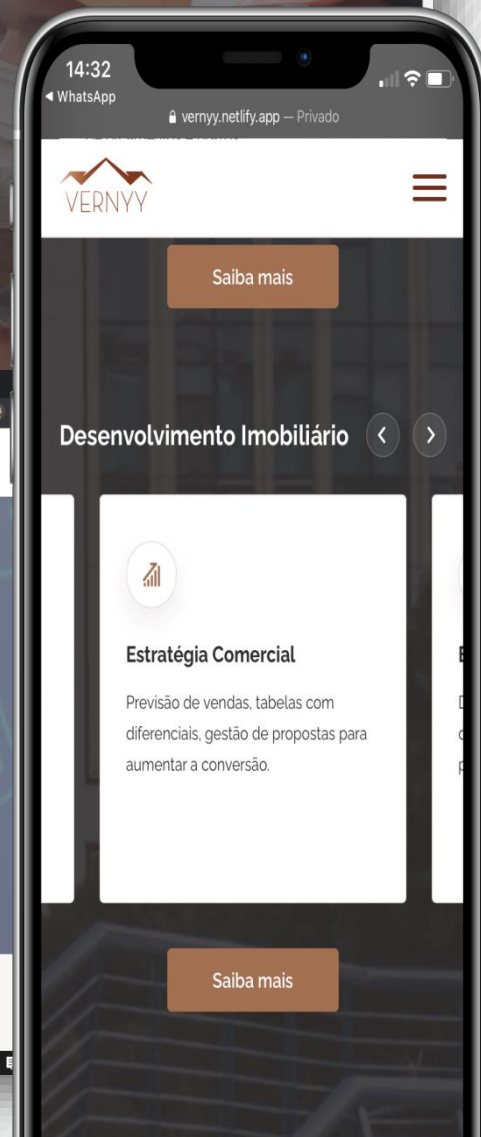 14:32
WhatsApp
vernyy.netlify.app — Privado
VERNYY
Saiba mais
Desenvolvimento Imobiliário
Estratégia Comercial
Previsão de vendas, tabelas com
diferenciais, gestão de propostas para
aumentar a conversão.
Saiba mais